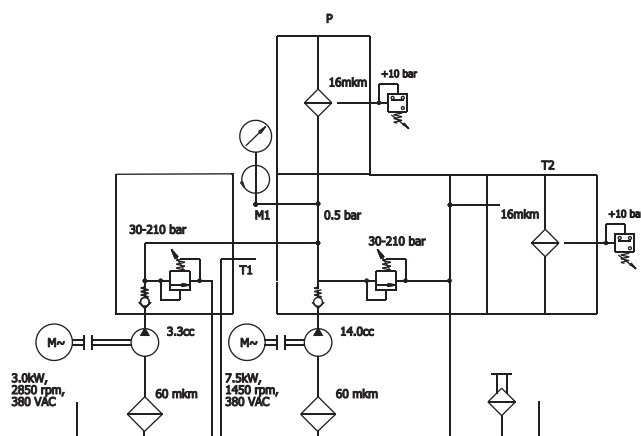 P
+10 bar
16mkm
T2
M1
0.5 bar
16mkm
+10 bar
30-210 bar
30-210 bar
T1
3.3cc
14.0cc
M~
M~
3.0kW,
2850 rpm,
380 VAC
60 mkm
7.5kW,
1450 rpm,
380 VAC
60 mkm